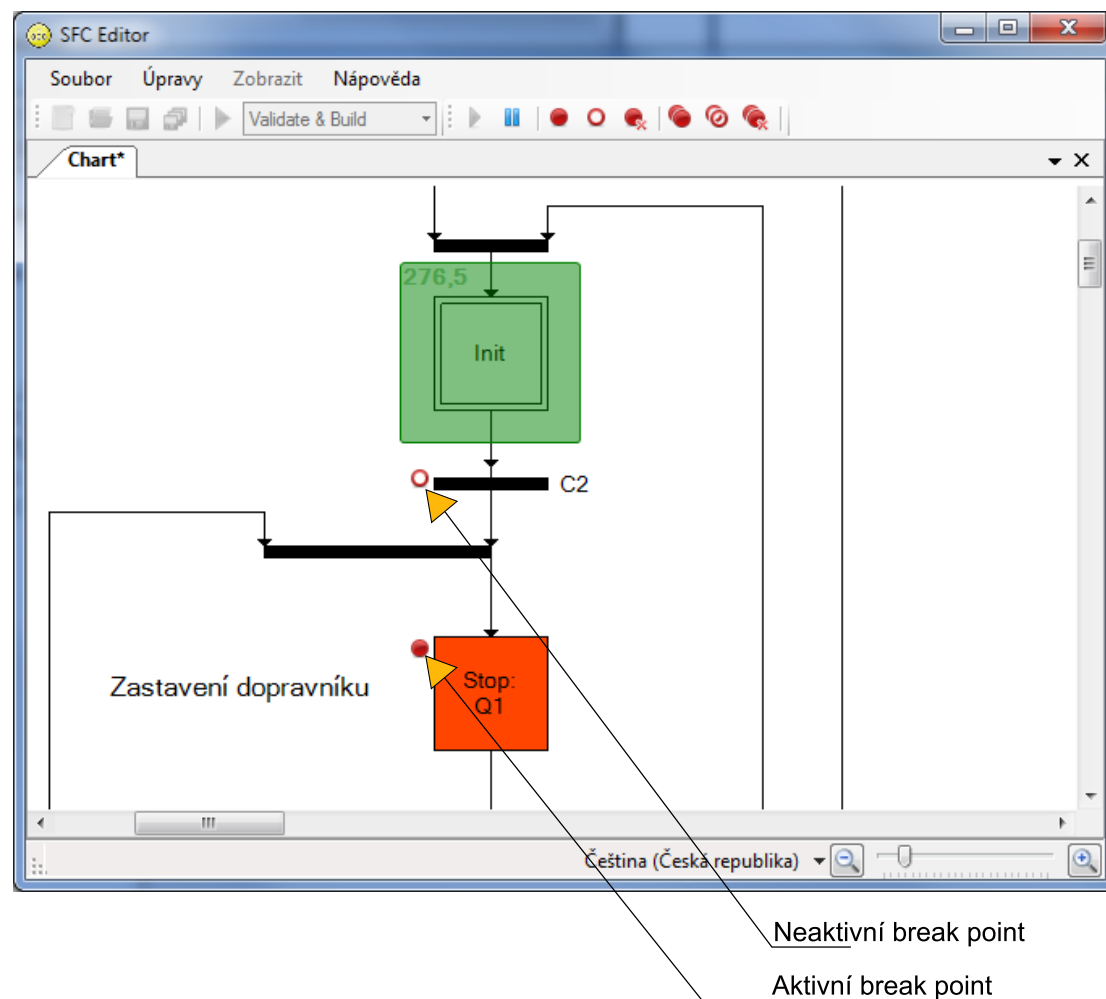 SFC Editor
Soubor Úpravy Zobrazit Nápověda
Validate & Build
Chart*
276,5
Init
C2
Zastavení dopravníku
Stop:
Q1
Čeština (Česká republika)
Neaktivní break point
Aktivní break point